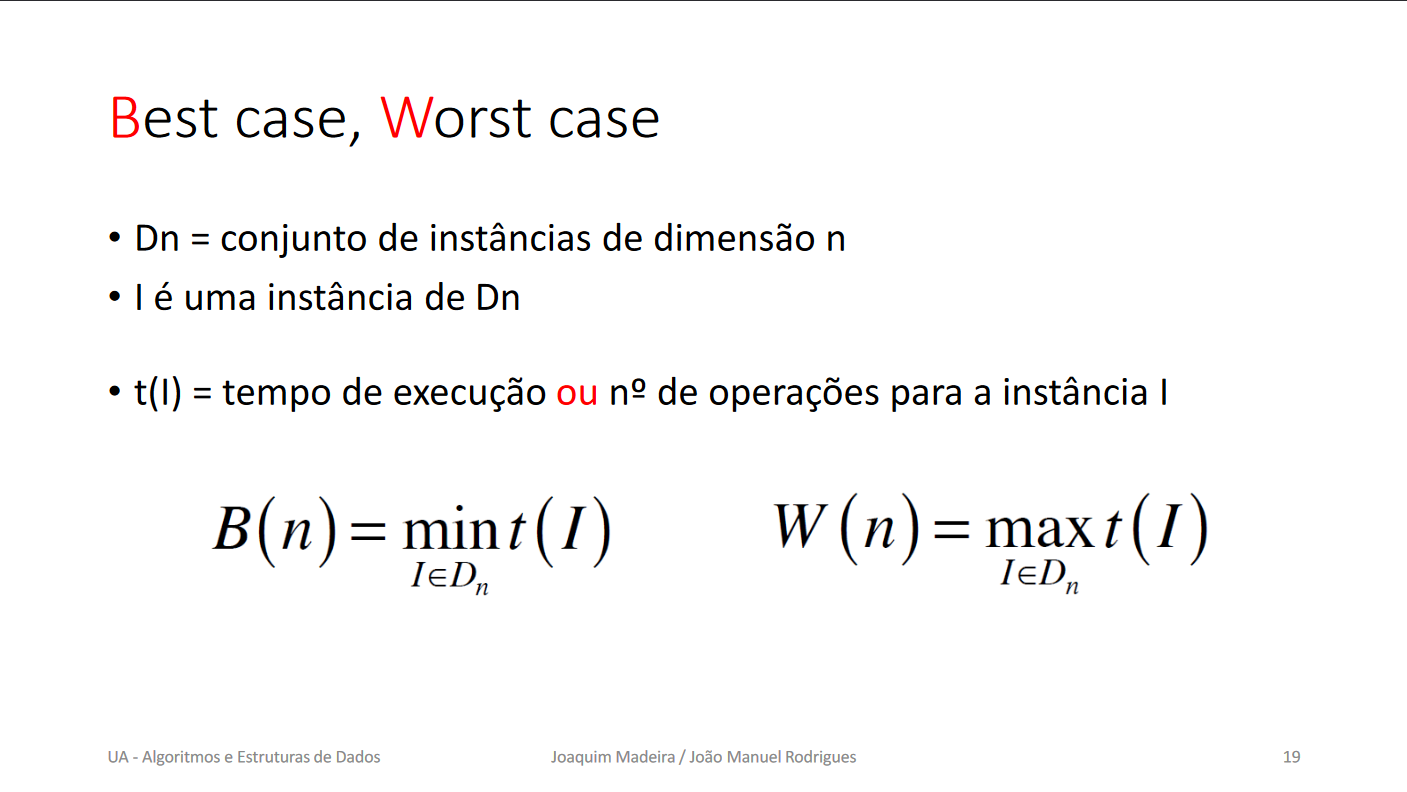 Best case, Worst case
• Dn = conjunto de instâncias de dimensão n
• I é uma instância de Dn
• t(I) = tempo de execução ou nº de operações para a instância I
B(n) = min t(I)
I∈Dn
W(n) = max t(I)
I∈Dn
UA - Algoritmos e Estruturas de Dados
Joaquim Madeira / João Manuel Rodrigues
19